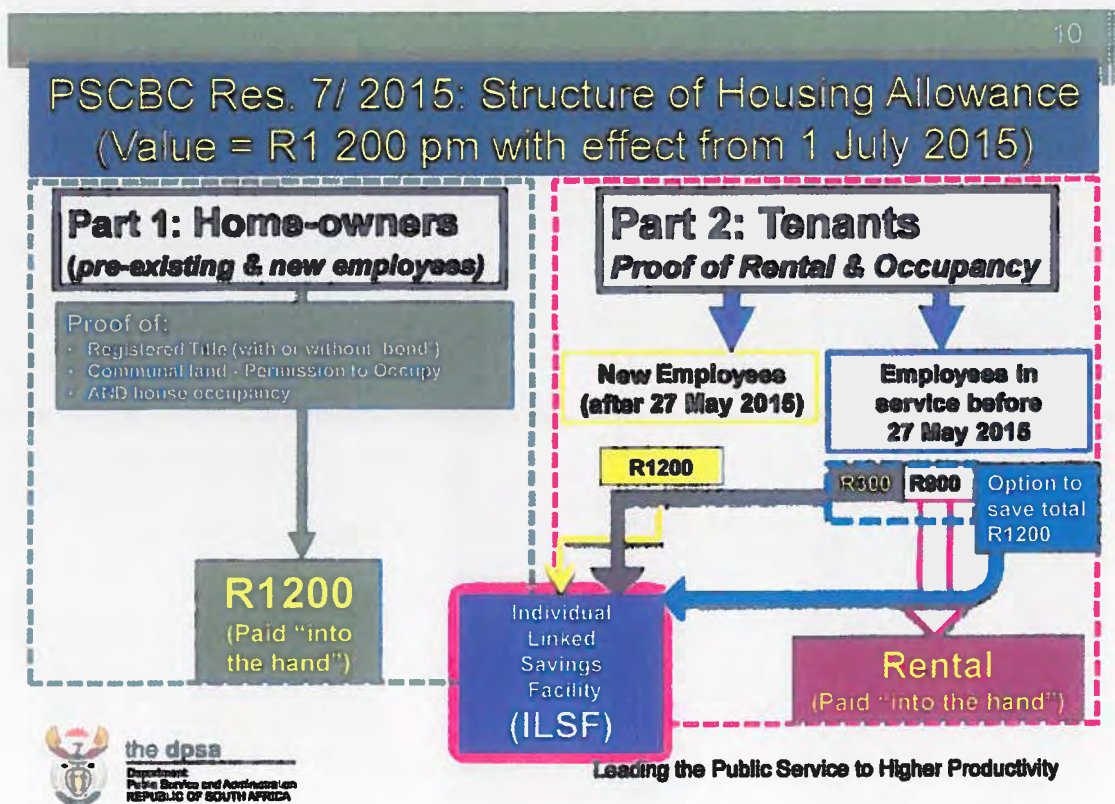 10
PSCBC Res. 7/ 2015: Structure of Housing Allowance
(Value = R1 200 pm with effect from 1 July 2015)
Part 1: Home-owners
(pre-existing & new employees)
Proof of:
• Registered Title (with or without 'bond')
• Communal land - Permission to Occupy
• AND house occupancy
R1200
(Paid “into
the hand”)
Part 2: Tenants
Proof of Rental & Occupancy
New Employees
(after 27 May 2015)
Employees in
service before
27 May 2015
R1200
R300
R900
Option to
save total
R1200
Individual
Linked
Savings
Facility
(ILSF)
Rental
(Paid “into the hand”)
the dpsa
Department:
Public Service and Administration
REPUBLIC OF SOUTH AFRICA
Leading the Public Service to Higher Productivity